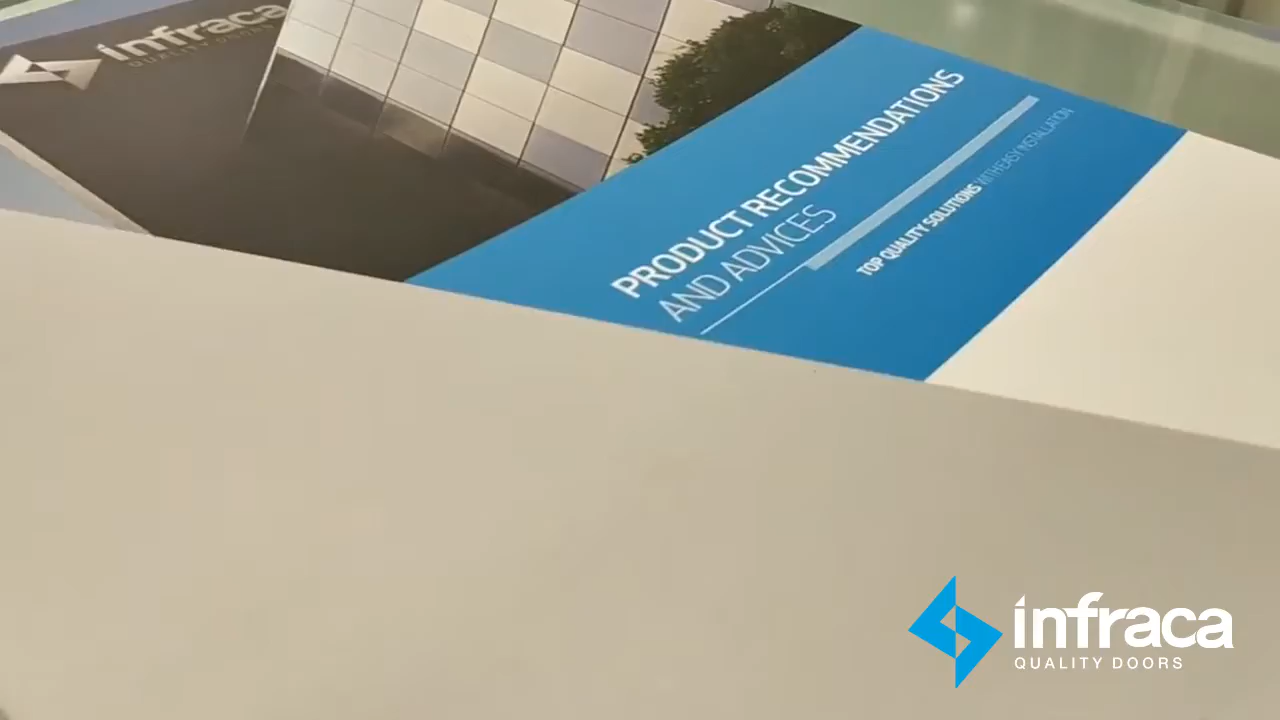 infraca
QUALITY DOORS
PRODUCT RECOMMENDATIONS
AND ADVICES
TOP QUALITY SOLUTIONS WITH EASY INSTALLATION
infraca
QUALITY DOORS